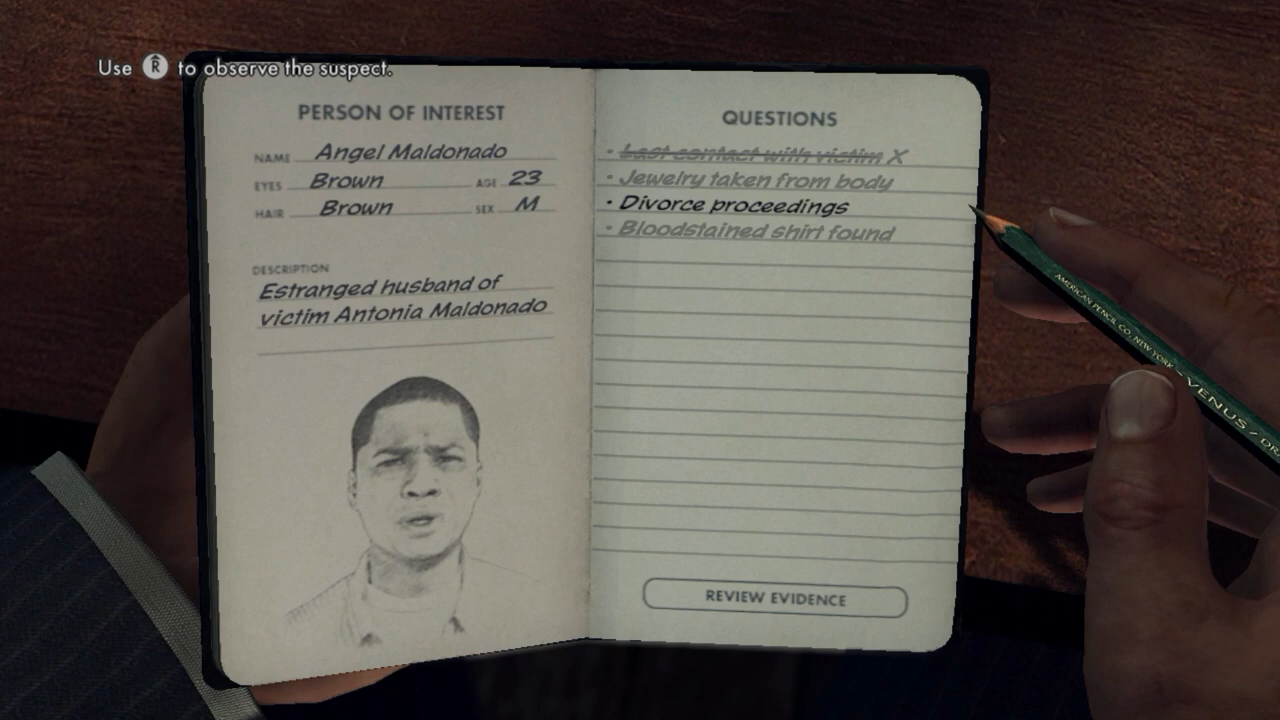 Use R to observe the suspect.
PERSON OF INTEREST
NAME Angel Maldonado
EYES Brown AGE 23
HAIR Brown SEX M
DESCRIPTION
Estranged husband of
victim Antonia Maldonado
QUESTIONS
• Last contact with victim X
• Jewelry taken from body
• Divorce proceedings
• Bloodstained shirt found
REVIEW EVIDENCE
AMERICAN PENCIL CO. NEW YORK VENUS / DRA